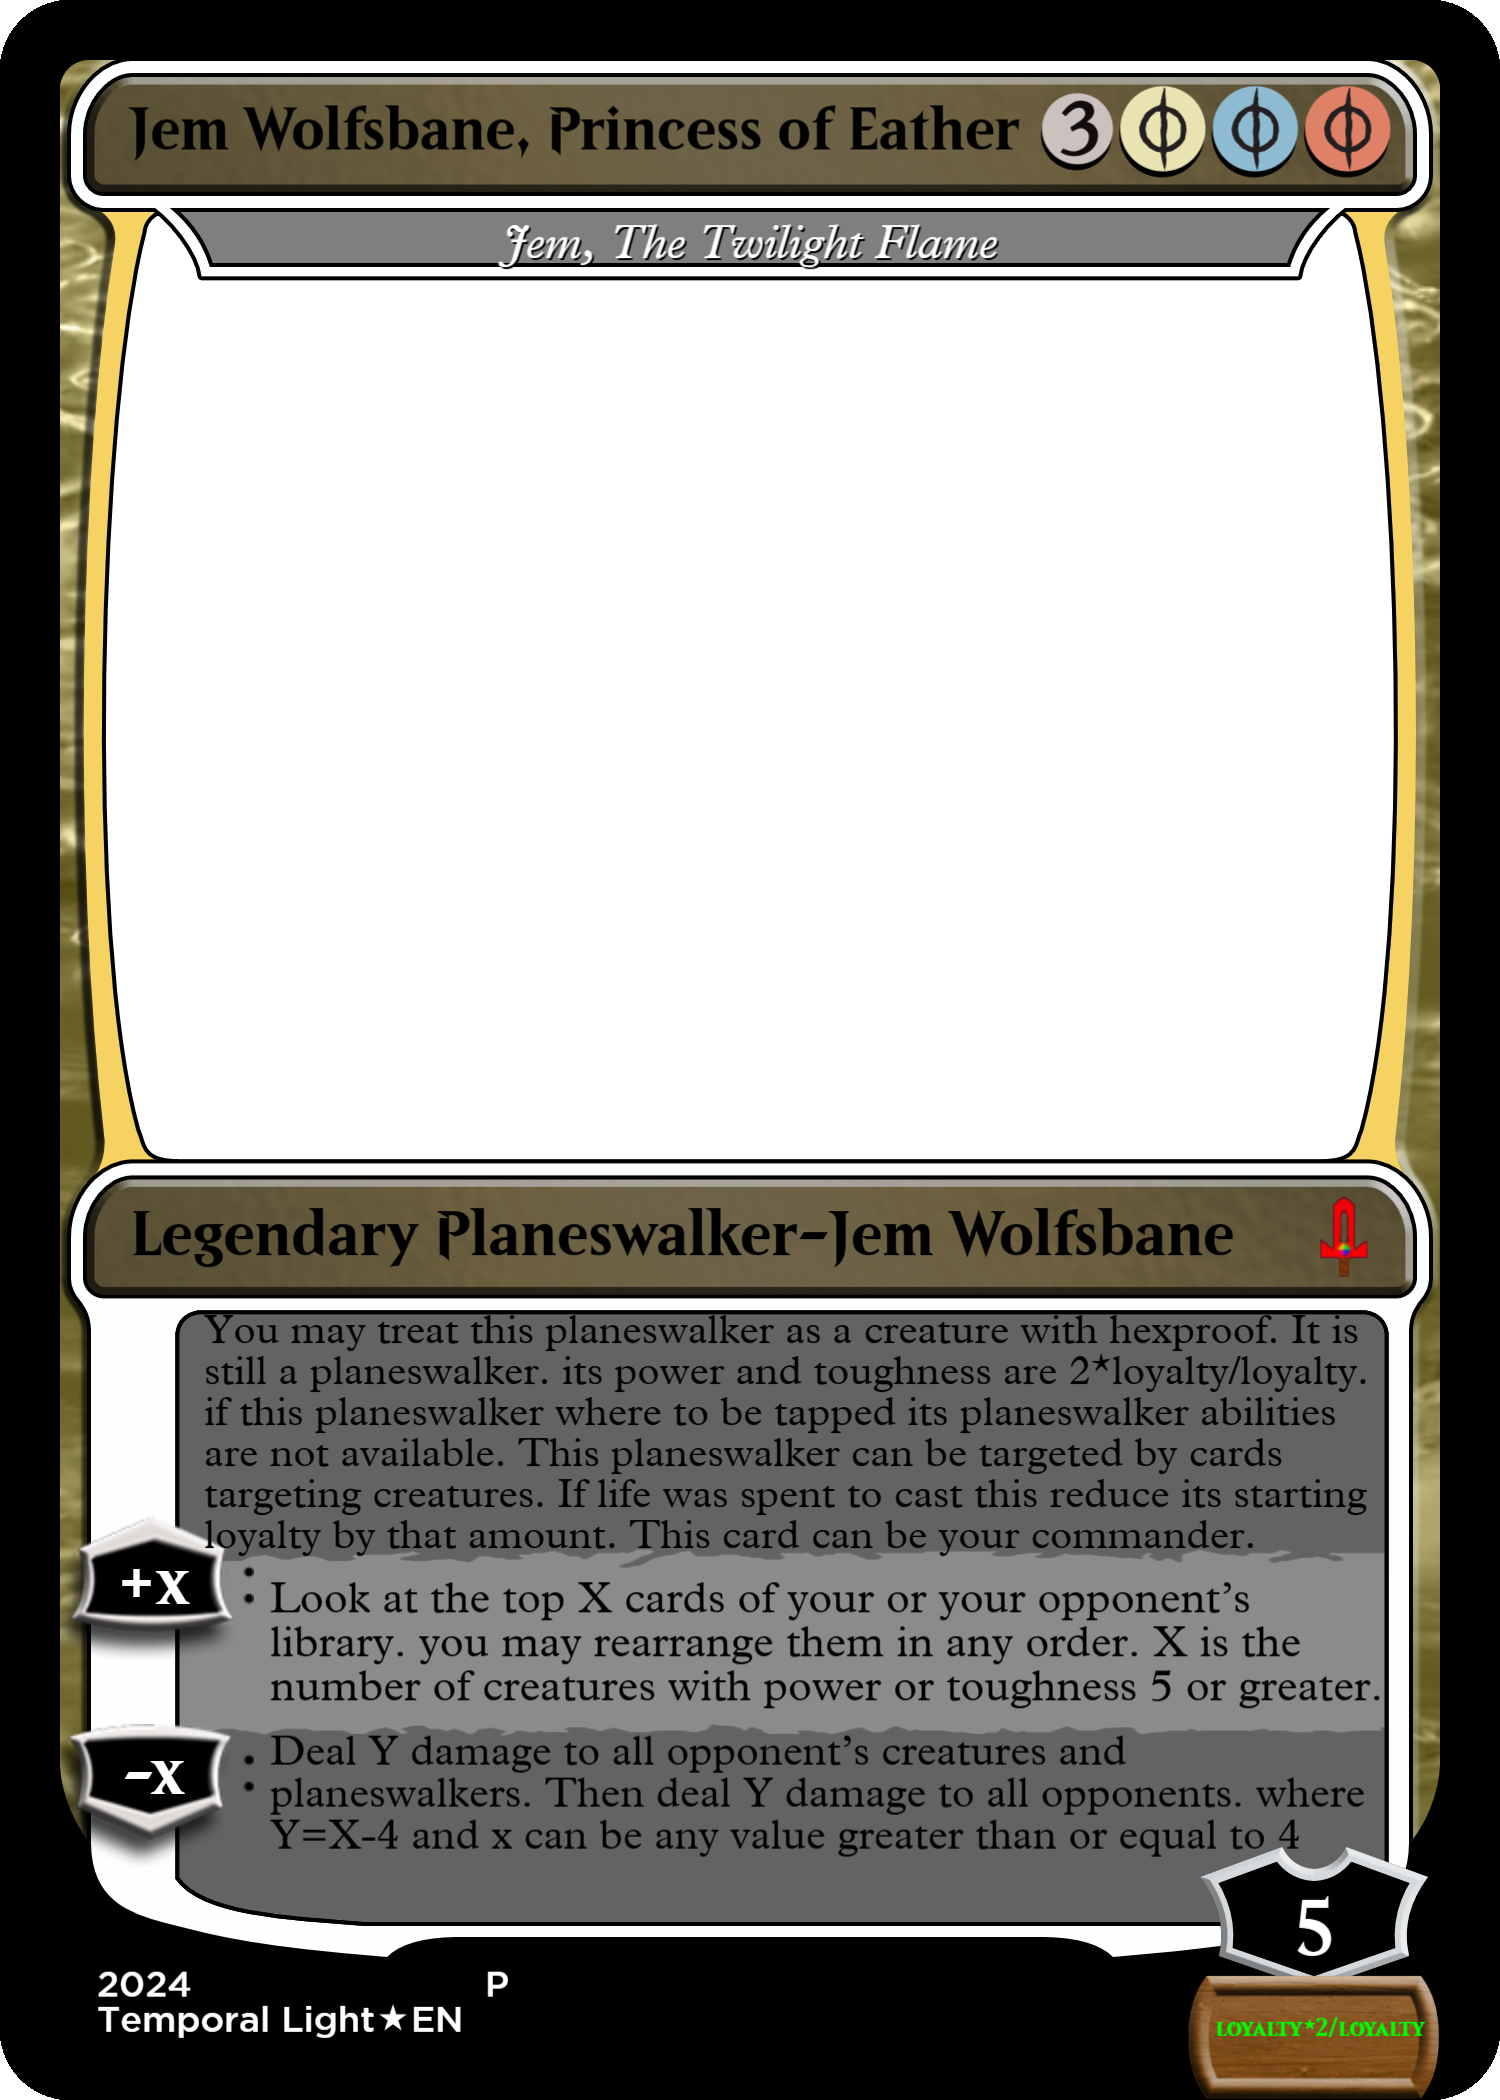 Jem Wolfsbane, Princess of Eather 3
Jem, The Twilight Flame
Legendary Planeswalker-Jem Wolfsbane
You may treat this planeswalker as a creature with hexproof. It is
still a planeswalker. its power and toughness are 2*loyalty/loyalty.
if this planeswalker where to be tapped its planeswalker abilities
are not available. This planeswalker can be targeted by cards
targeting creatures. If life was spent to cast this reduce its starting
loyalty by that amount. This card can be your commander.
+X :
Look at the top X cards of your or your opponent's
library. you may rearrange them in any order. X is the
number of creatures with power or toughness 5 or greater.
-X : Deal Y damage to all opponent's creatures and
planeswalkers. Then deal Y damage to all opponents. where
Y=X-4 and x can be any value greater than or equal to 4
5
2024 P
Temporal Light★EN
LOYALTY*2/LOYALTY